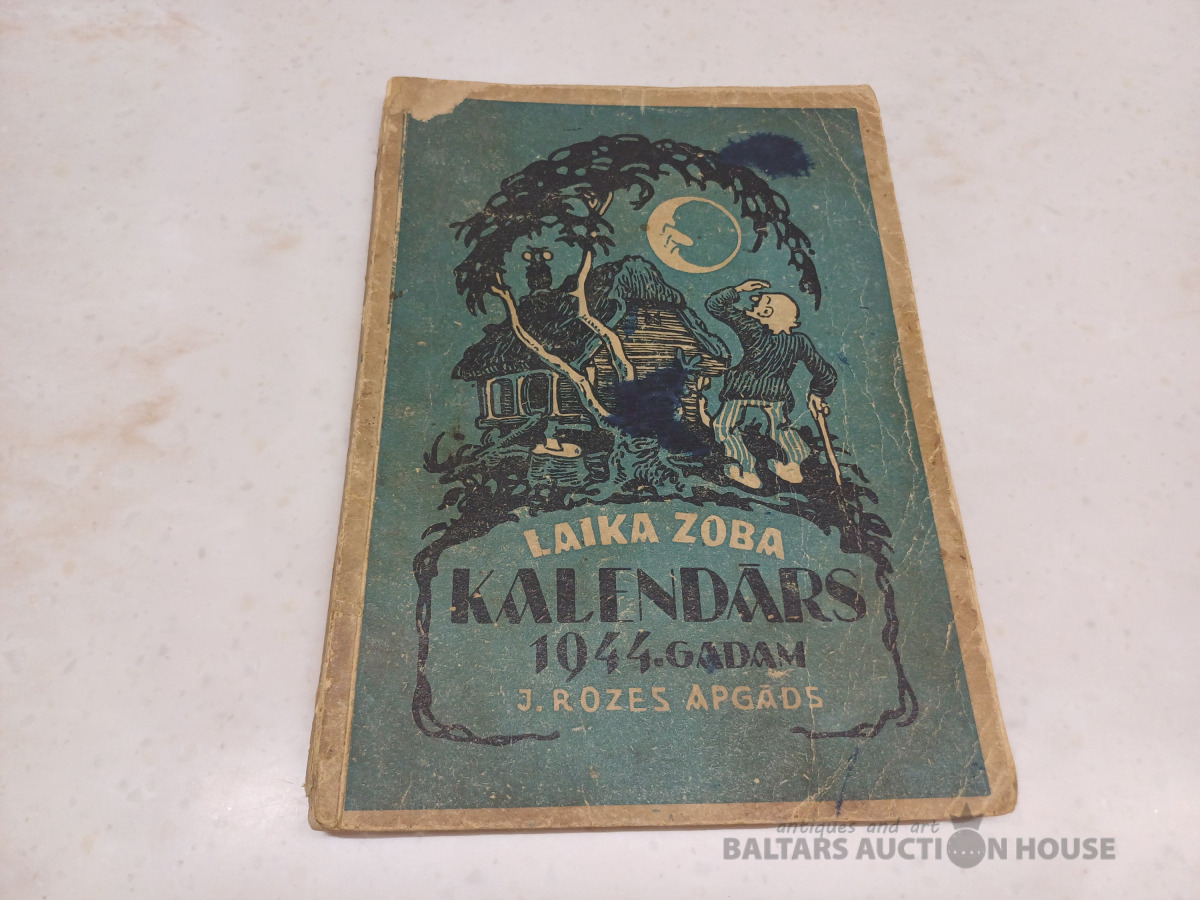 LAIKA ZOBA
KALENDĀRS
1944. GADAM
J. ROZES APGĀDS
antiques and art
BALTARS AUCTION HOUSE